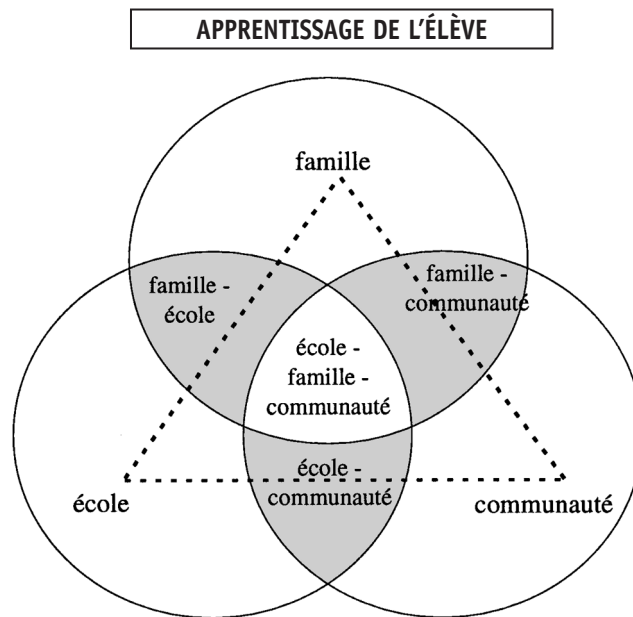 APPRENTISSAGE DE L'ÉLÈVE
famille
famille -
école
famille -
communauté
école -
famille -
communauté
école -
communauté
école
communauté